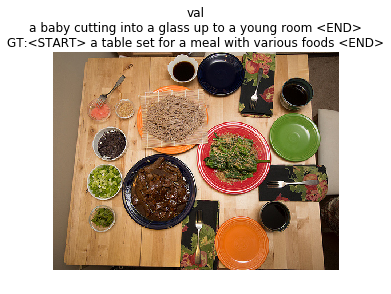 val
a baby cutting into a glass up to a young room <END>
GT:<START> a table set for a meal with various foods <END>